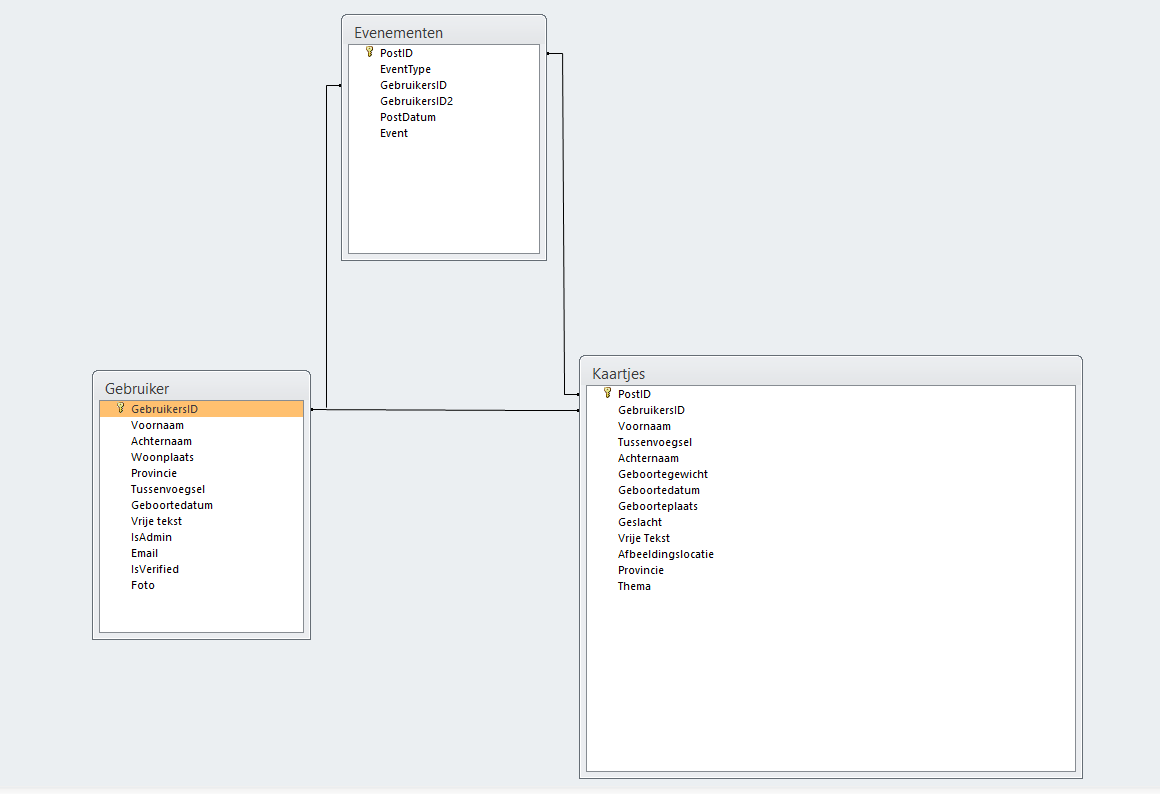 Evenementen
PostID
EventType
GebruikersID
GebruikersID2
PostDatum
Event
Gebruiker
GebruikersID
Voornaam
Achternaam
Woonplaats
Provincie
Tussenvoegsel
Geboortedatum
Vrije tekst
IsAdmin
Email
IsVerified
Foto
Kaartjes
PostID
GebruikersID
Voornaam
Tussenvoegsel
Achternaam
Geboortegewicht
Geboortedatum
Geboorteplaats
Geslacht
Vrije Tekst
Afbeeldingslocatie
Provincie
Thema